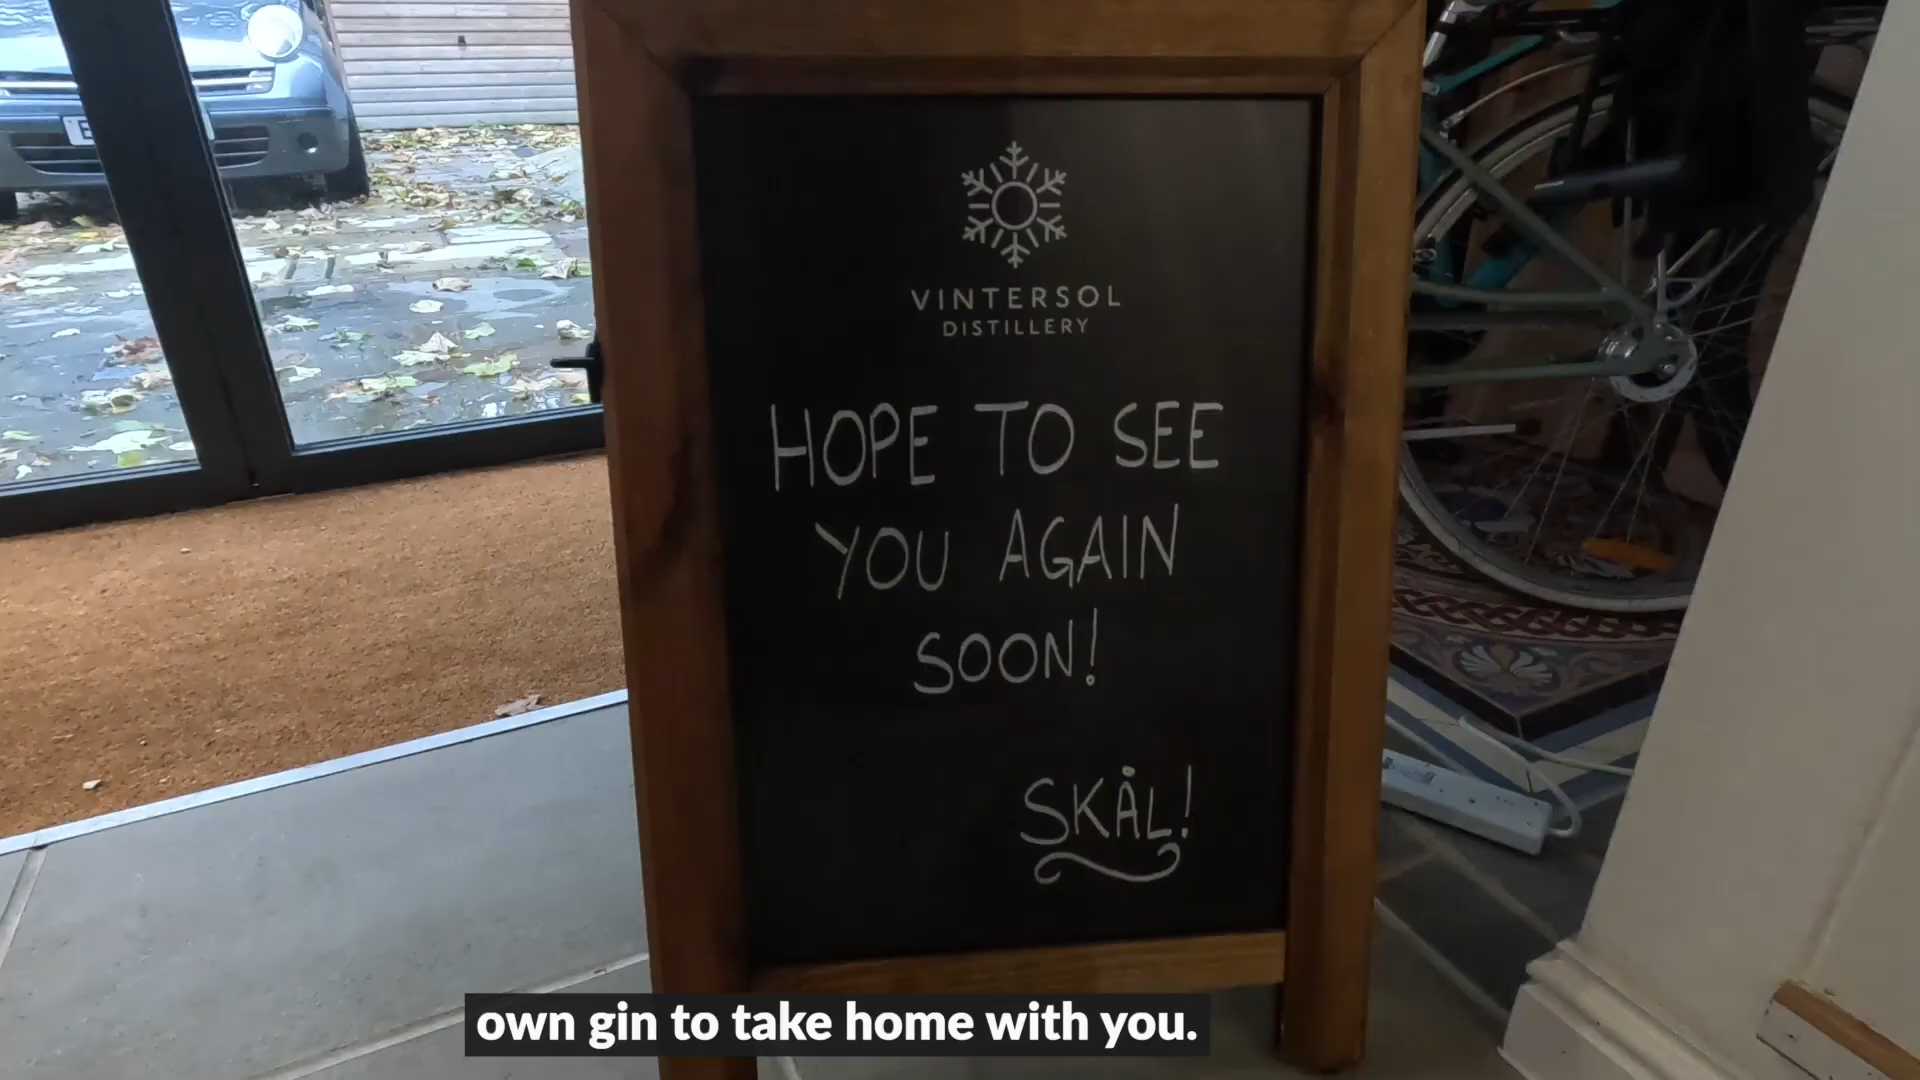 VINTERSOL
DISTILLERY
HOPE TO SEE
YOU AGAIN
SOON!
SKÅL!
own gin to take home with you.